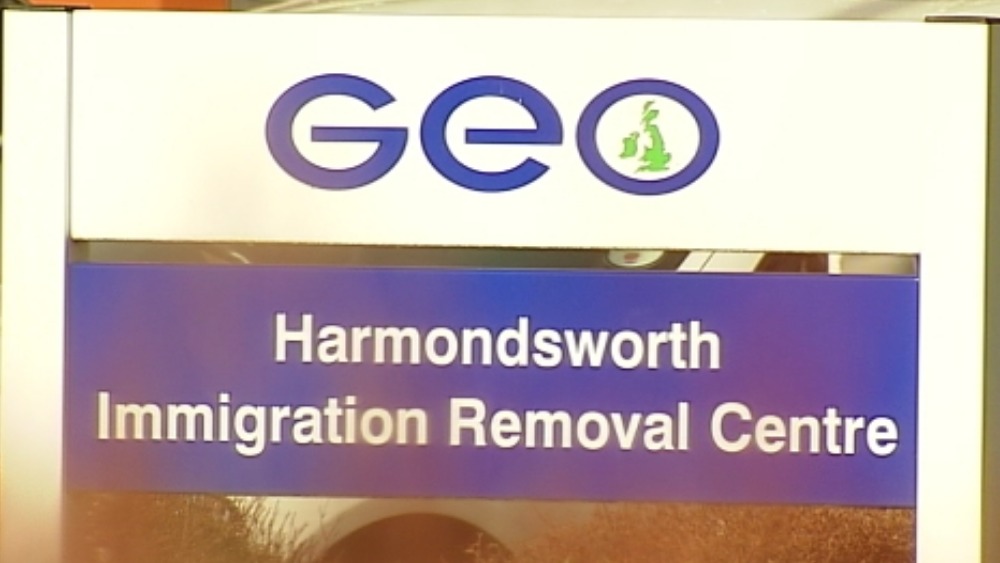 GEO
Harmondsworth
Immigration Removal Centre